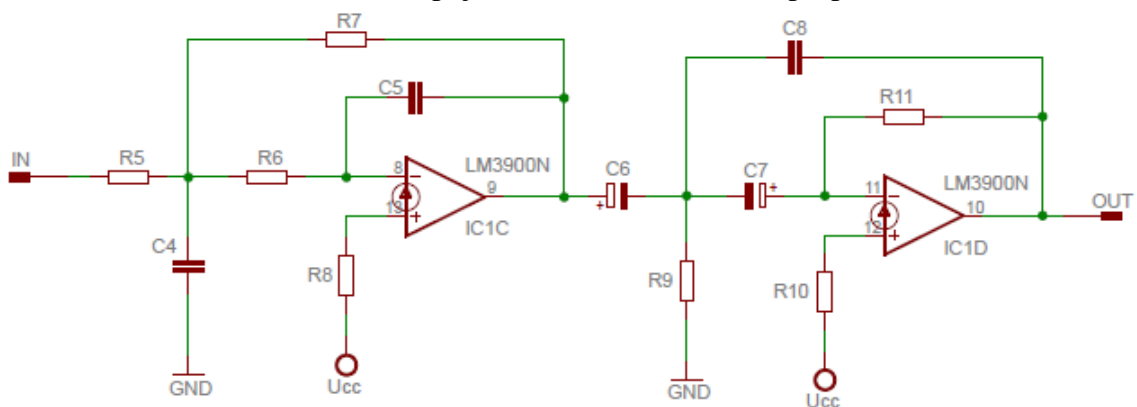 R7
C8
C5
R11
IN
R5
R6
8
LM3900N
9
C6
C7
11
LM3900N
10
OUT
13
IC1C
12
IC1D
C4
R8
R9
R10
GND
Ucc
GND
Ucc
+
+